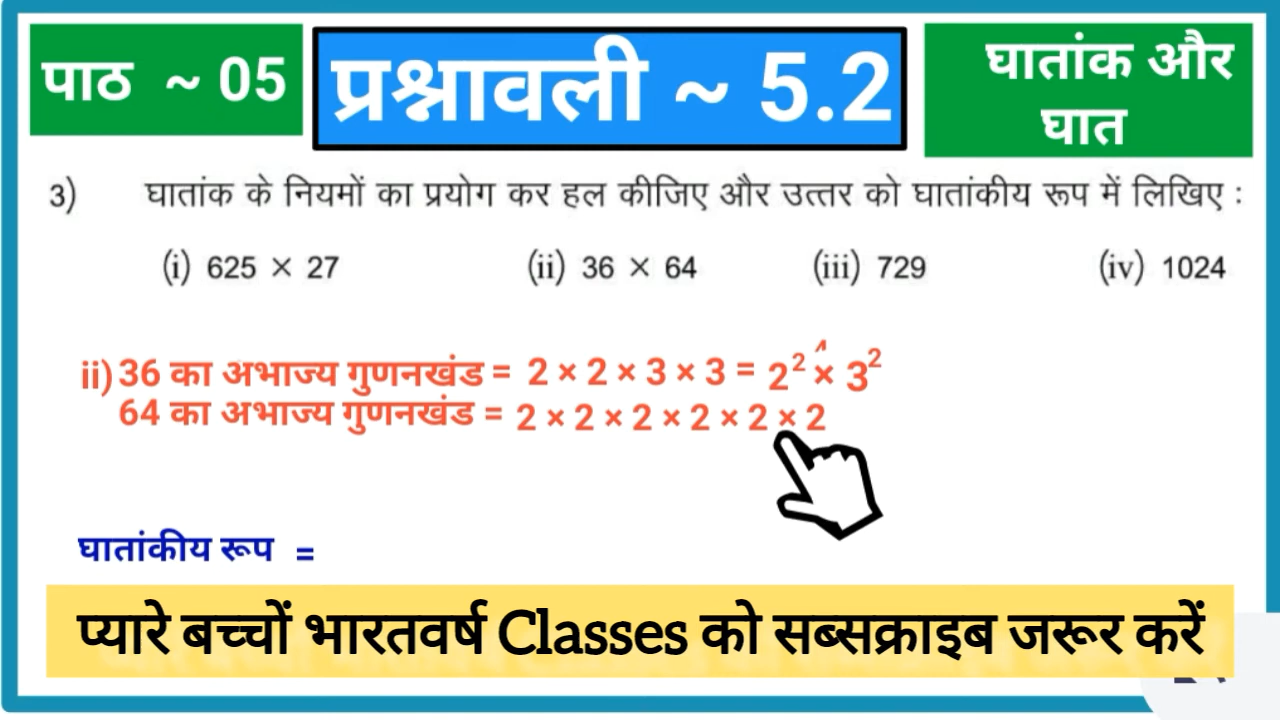 पाठ ~ 05
प्रश्नावली ~ 5.2
घातांक और
घात
3) घातांक के नियमों का प्रयोग कर हल कीजिए और उत्तर को घातांकीय रूप में लिखिए :
(i) 625 × 27 (ii) 36 × 64 (iii) 729 (iv) 1024
ii) 36 का अभाज्य गुणनखंड = 2 × 2 × 3 × 3 = 2² × 3²
64 का अभाज्य गुणनखंड = 2 × 2 × 2 × 2 × 2 × 2
घातांकीय रूप =
प्यारे बच्चों भारतवर्ष Classes को सब्सक्राइब जरूर करें